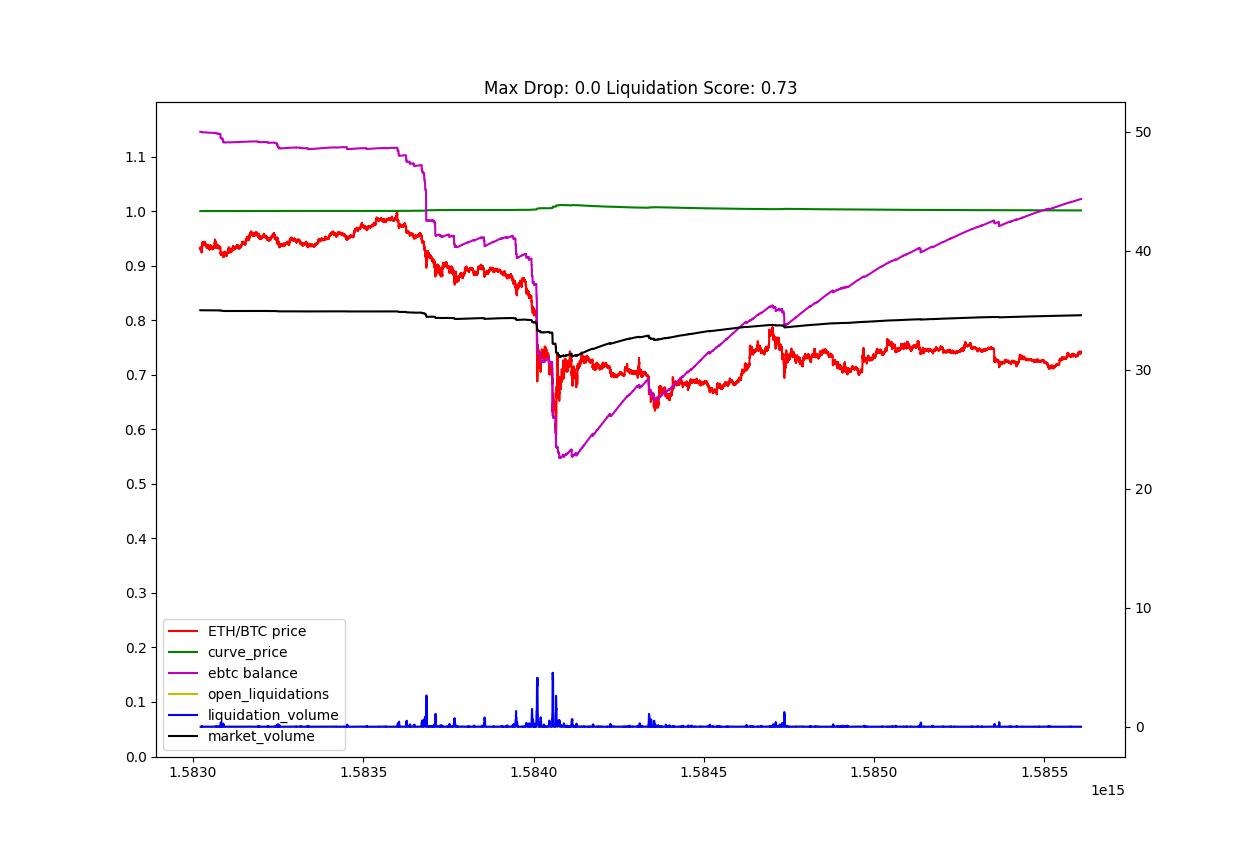 Max Drop: 0.0 Liquidation Score: 0.73
1.1
1.0
0.9
0.8
0.7
0.6
0.5
0.4
0.3
0.2
0.1
0.0
50
40
30
20
10
0
ETH/BTC price
curve_price
ebtc balance
open_liquidations
liquidation_volume
market_volume
1.5830 1.5835 1.5840 1.5845 1.5850 1.5855
1e15